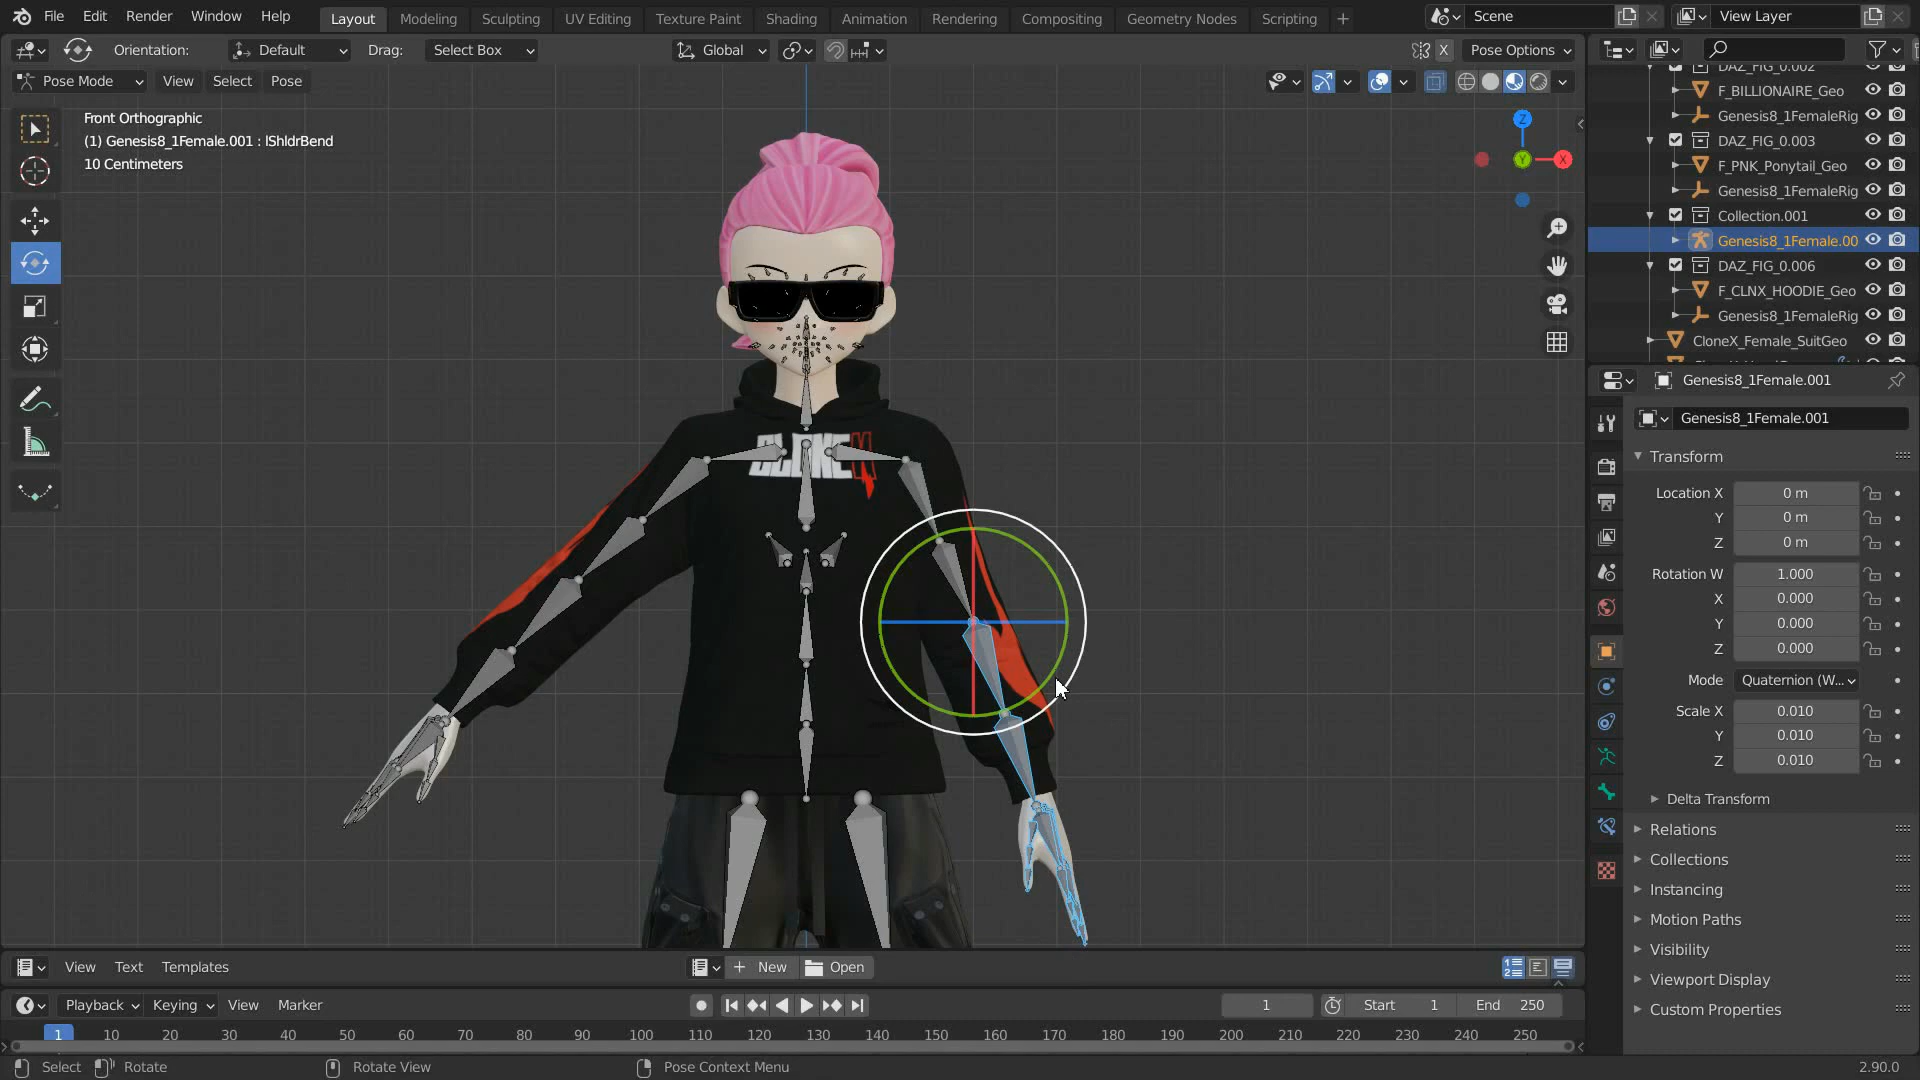 File Edit Render Window Help Layout Modeling Sculpting UV Editing Texture Paint Shading Animation Rendering Compositing Geometry Nodes Scripting + Scene View Layer
Orientation: Default Drag: Select Box Global X Pose Options
Pose Mode View Select Pose
Front Orthographic
(1) Genesis8_1Female.001 : lShldrBend
10 Centimeters
Z
Y
X
CLONE
DAZ_FIG_0.002
F_BILLIONAIRE_Geo
Genesis8_1FemaleRig
DAZ_FIG_0.003
F_PNK_Ponytail_Geo
Genesis8_1FemaleRig
Collection.001
Genesis8_1Female.00
DAZ_FIG_0.006
F_CLNX_HOODIE_Geo
Genesis8_1FemaleRig
CloneX_Female_SuitGeo
Genesis8_1Female.001
Genesis8_1Female.001
Transform
Location X 0 m
Y 0 m
Z 0 m
Rotation W 1.000
X 0.000
Y 0.000
Z 0.000
Mode Quaternion (W...
Scale X 0.010
Y 0.010
Z 0.010
Delta Transform
Relations
Collections
Instancing
Motion Paths
Visibility
Viewport Display
Custom Properties
View Text Templates + New Open
Playback Keying View Marker 1 Start 1 End 250
1 10 20 30 40 50 60 70 80 90 100 110 120 130 140 150 160 170 180 190 200 210 220 230 240 250
Select Rotate Rotate View Pose Context Menu 2.90.0